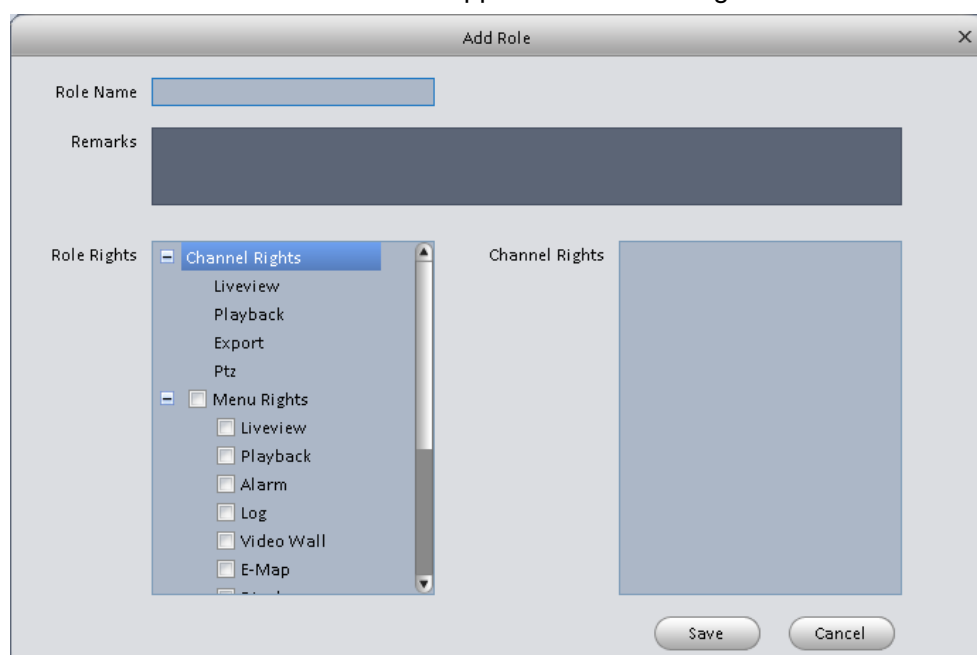 Add Role
Role Name
Remarks
Role Rights
Channel Rights
Liveview
Playback
Export
Ptz
Menu Rights
Liveview
Playback
Alarm
Log
Video Wall
E-Map
Channel Rights
Save
Cancel